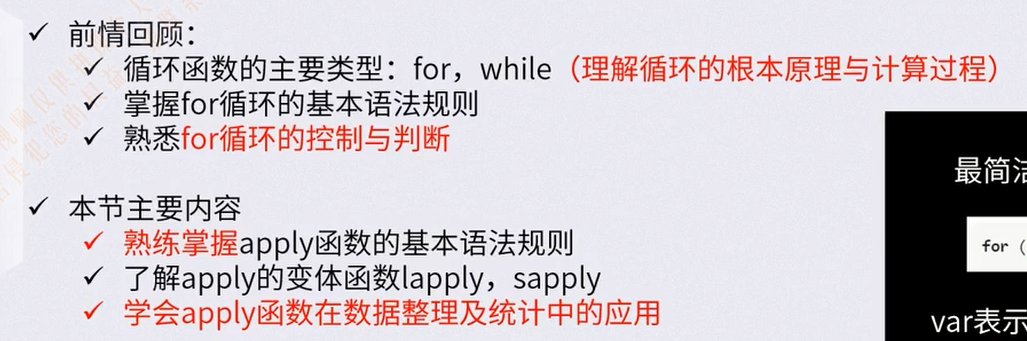 前情回顾：
循环函数的主要类型：for，while（理解循环的根本原理与计算过程）
掌握for循环的基本语法规则
熟悉for循环的控制与判断
本节主要内容
熟练掌握apply函数的基本语法规则
了解apply的变体函数lapply，sapply
学会apply函数在数据整理及统计中的应用
最简洁
for (
var表示